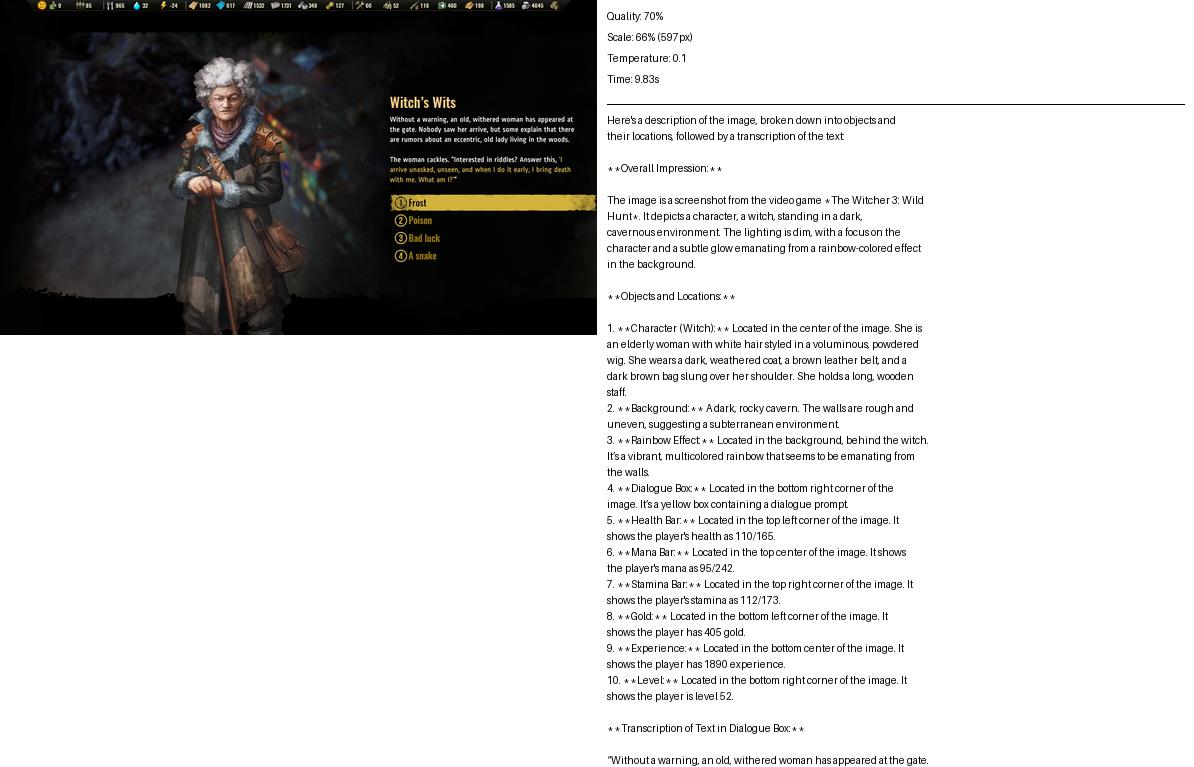 9 85 965 32 -24 1082 617 1532 1731 349 127 60 52 116 400 198 1585 4045
Witch's Wits
Without a warning, an old, withered woman has appeared at
the gate. Nobody saw her arrive, but some explain that there
are rumors about an eccentric, old lady living in the woods.
The woman cackles. "Interested in riddles? Answer this, 'I
arrive unasked, unseen, and when I do it early, I bring death
with me. What am I?'"
1 Frost
2 Poison
3 Bad luck
4 A snake
Quality: 70%
Scale: 66% (597px)
Temperature: 0.1
Time: 9.83s
Here's a description of the image, broken down into objects and
their locations, followed by a transcription of the text:
**Overall Impression:**
The image is a screenshot from the video game *The Witcher 3: Wild
Hunt*. It depicts a character, a witch, standing in a dark,
cavernous environment. The lighting is dim, with a focus on the
character and a subtle glow emanating from a rainbow-colored effect
in the background.
**Objects and Locations:**
1. **Character (Witch):** Located in the center of the image. She is
an elderly woman with white hair styled in a voluminous, powdered
wig. She wears a dark, weathered coat, a brown leather belt, and a
dark brown bag slung over her shoulder. She holds a long, wooden
staff.
2. **Background:** A dark, rocky cavern. The walls are rough and
uneven, suggesting a subterranean environment.
3. **Rainbow Effect:** Located in the background, behind the witch.
It's a vibrant, multicolored rainbow that seems to be emanating from
the walls.
4. **Dialogue Box:** Located in the bottom right corner of the
image. It's a yellow box containing a dialogue prompt.
5. **Health Bar:** Located in the top left corner of the image. It
shows the player's health as 110/165.
6. **Mana Bar:** Located in the top center of the image. It shows
the player's mana as 95/242.
7. **Stamina Bar:** Located in the top right corner of the image. It
shows the player's stamina as 112/173.
8. **Gold:** Located in the bottom left corner of the image. It
shows the player has 405 gold.
9. **Experience:** Located in the bottom center of the image. It
shows the player has 1890 experience.
10. **Level:** Located in the bottom right corner of the image. It
shows the player is level 52.
**Transcription of Text in Dialogue Box:**
"Without a warning, an old, withered woman has appeared at the gate.